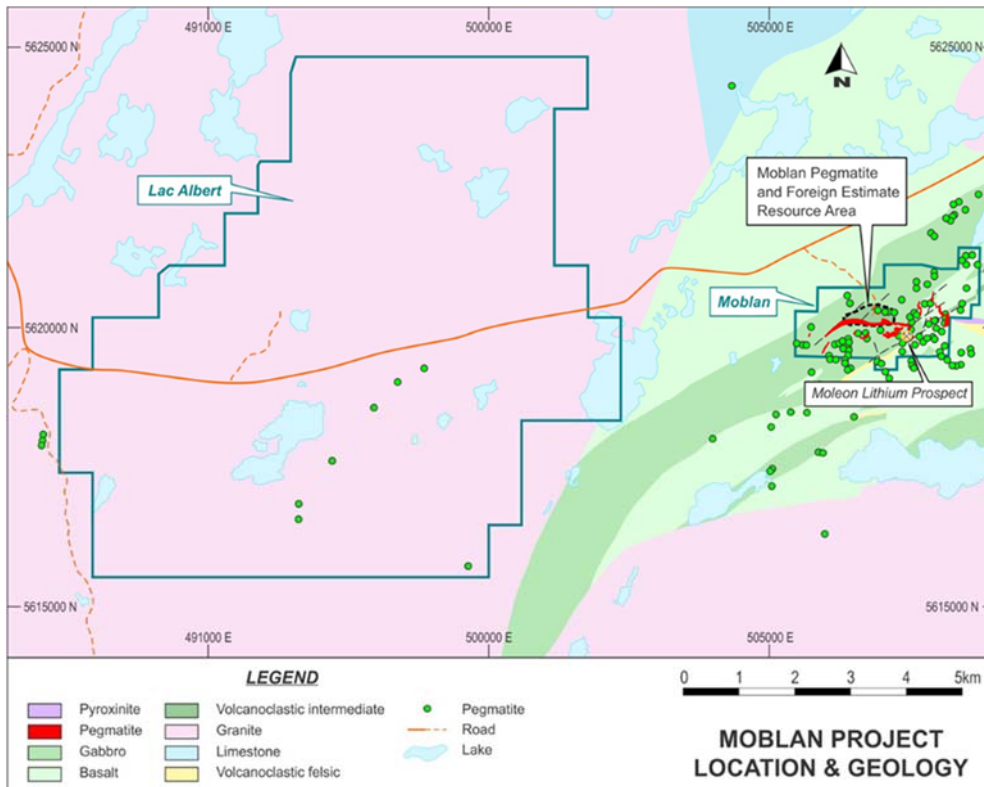 491000 E
500000 E
505000 E
5625000 N
5625000 N
N
Lac Albert
Moblan Pegmatite
and Foreign Estimate
Resource Area
Moblan
5620000 N
5620000 N
Moleon Lithium Prospect
5615000 N
5615000 N
491000 E
500000 E
505000 E
LEGEND
Pyroxinite
Pegmatite
Gabbro
Basalt
Volcanoclastic intermediate
Granite
Limestone
Volcanoclastic felsic
Pegmatite
Road
Lake
0 1 2 3 4 5km
MOBLAN PROJECT
LOCATION & GEOLOGY